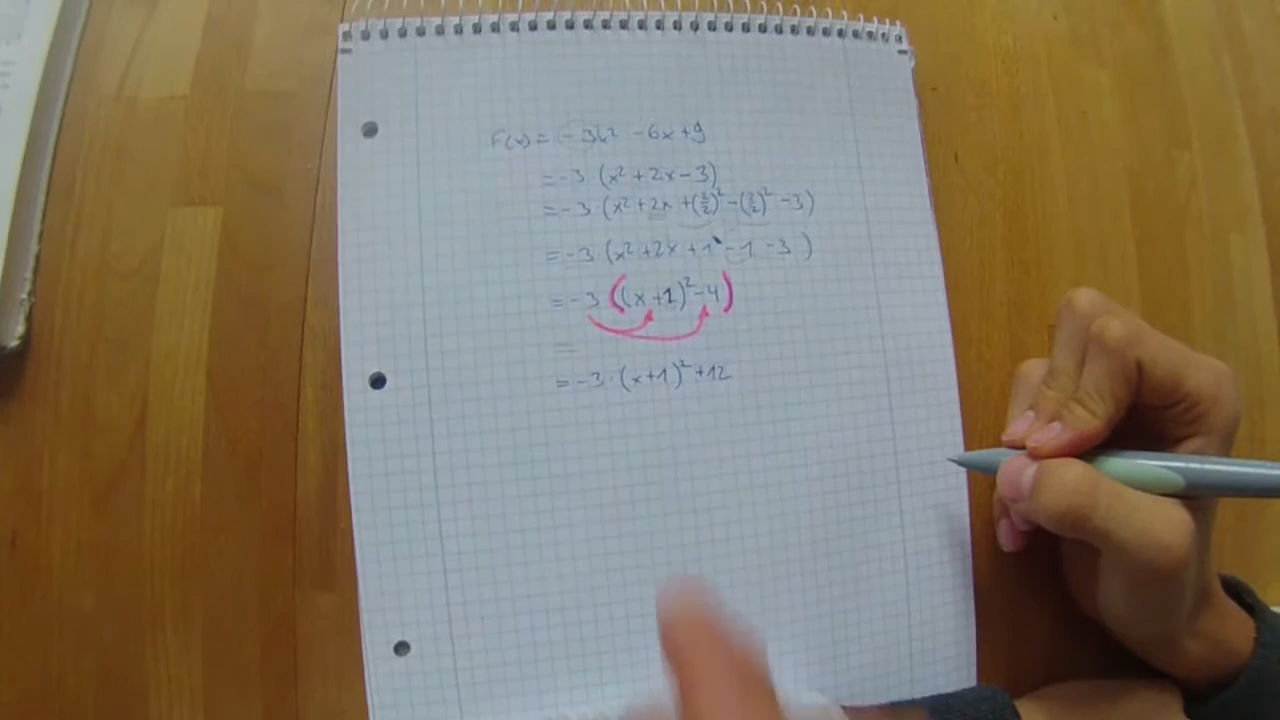 F(x) = -3x² - 6x + 9
= -3 · (x² + 2x - 3)
= -3 · (x² + 2x + (2/2)² - (2/2)² - 3)
= -3 · (x² + 2x + 1 - 1 - 3)
= -3 ((x + 1)² - 4)
=
= -3 · (x + 1)² + 12